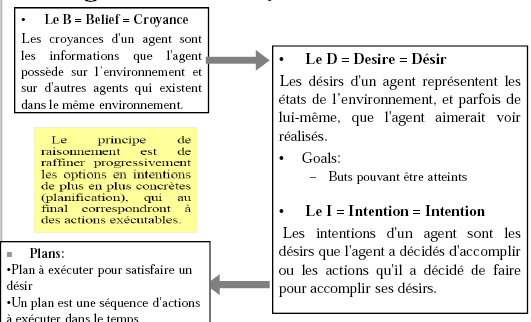 • Le B = Belief = Croyance
Les croyances d'un agent sont
les informations que l'agent
possède sur l'environnement et
sur d'autres agents qui existent
dans le même environnement.
• Le D = Desire = Désir
Les désirs d'un agent représentent les
états de l'environnement, et parfois de
lui-même, que l'agent aimerait voir
réalisés.
• Goals:
– Buts pouvant être atteints
• Le I = Intention = Intention
Les intentions d'un agent sont les
désirs que l'agent a décidés d'accomplir
ou les actions qu'il a décidé de faire
pour accomplir ses désirs.
Le principe de
raisonnement est de
raffiner progressivement
les options en intentions
de plus en plus concrètes
(planification), qui au
final correspondront à
des actions exécutables.
▪ Plans:
•Plan à exécuter pour satisfaire un
désir
•Un plan est une séquence d'actions
à exécuter dans le temps